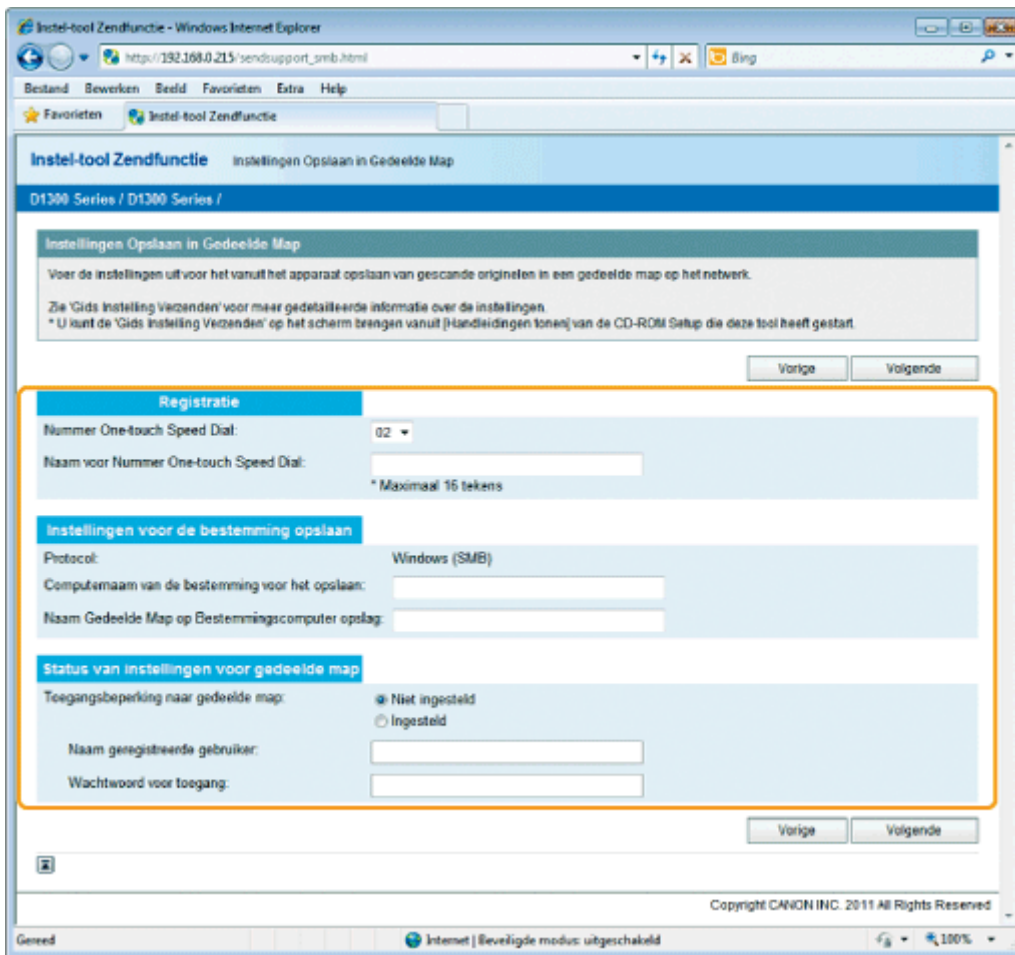 Instel-tool Zendfunctie - Windows Internet Explorer
http://192.168.0.215/sendsupport_smb.html
Bing
Bestand Bewerken Beeld Favorieten Extra Help
Favorieten Instel-tool Zendfunctie
Instel-tool Zendfunctie Instellingen Opslaan in Gedeelde Map
D1300 Series / D1300 Series /
Instellingen Opslaan in Gedeelde Map
Voer de instellingen uit voor het vanuit het apparaat opslaan van gescande originelen in een gedeelde map op het netwerk.
Zie 'Gids Instelling Verzenden' voor meer gedetailleerde informatie over de instellingen.
* U kunt de 'Gids Instelling Verzenden' op het scherm brengen vanuit [Handleidingen tonen] van de CD-ROM Setup die deze tool heeft gestart.
Vorige Volgende
Registratie
Nummer One-touch Speed Dial: 02
Naam voor Nummer One-touch Speed Dial:
* Maximaal 16 tekens
Instellingen voor de bestemming opslaan
Protocol: Windows (SMB)
Computernaam van de bestemming voor het opslaan:
Naam Gedeelde Map op Bestemmingscomputer opslag:
Status van instellingen voor gedeelde map
Toegangsbeperking naar gedeelde map: Niet ingesteld
Ingesteld
Naam geregistreerde gebruiker:
Wachtwoord voor toegang:
Vorige Volgende
Copyright CANON INC. 2011 All Rights Reserved
Gereed Internet | Beveiligde modus: uitgeschakeld 100%